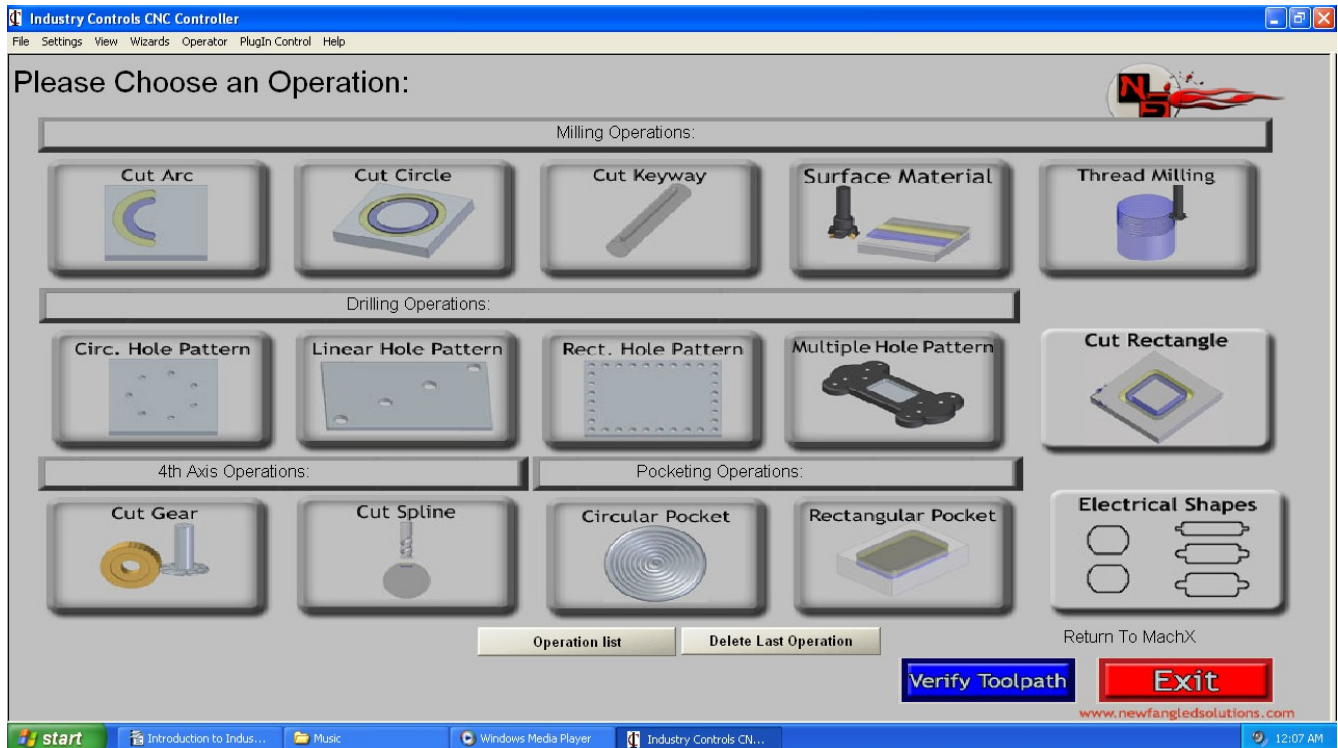 Industry Controls CNC Controller
File Settings View Wizards Operator PlugIn Control Help
Please Choose an Operation:
NS
Milling Operations:
Cut Arc
Cut Circle
Cut Keyway
Surface Material
Thread Milling
Drilling Operations:
Circ. Hole Pattern
Linear Hole Pattern
Rect. Hole Pattern
Multiple Hole Pattern
Cut Rectangle
4th Axis Operations:
Pocketing Operations:
Cut Gear
Cut Spline
Circular Pocket
Rectangular Pocket
Electrical Shapes
Operation list
Delete Last Operation
Return To MachX
Verify Toolpath
Exit
www.newfangledsolutions.com
start
Introduction to Indus...
Music
Windows Media Player
Industry Controls CN...
12:07 AM